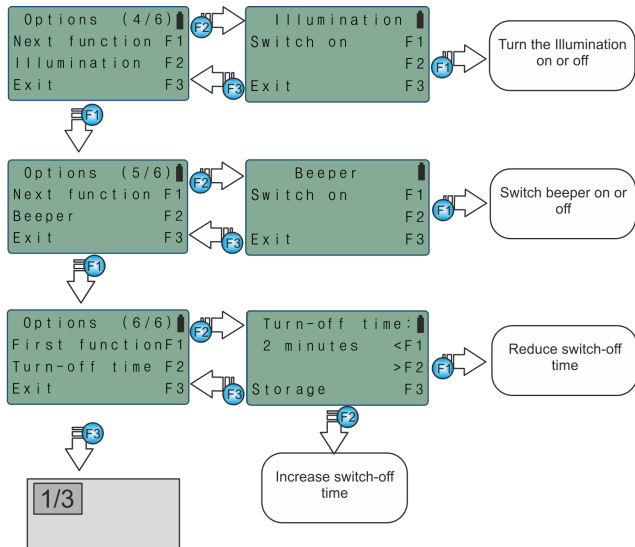 Options (4/6)
Next function F1
Illumination F2
Exit F3
F2
F3
Illumination
Switch on F1
F2
Exit F3
F1
Turn the Illumination
on or off
F1
Options (5/6)
Next function F1
Beeper F2
Exit F3
F2
F3
Beeper
Switch on F1
F2
Exit F3
F1
Switch beeper on or
off
F1
Options (6/6)
First function F1
Turn-off time F2
Exit F3
F2
F3
Turn-off time:
2 minutes <F1
>F2
Storage F3
F1
Reduce switch-off
time
F3
F2
Increase switch-off
time
1/3